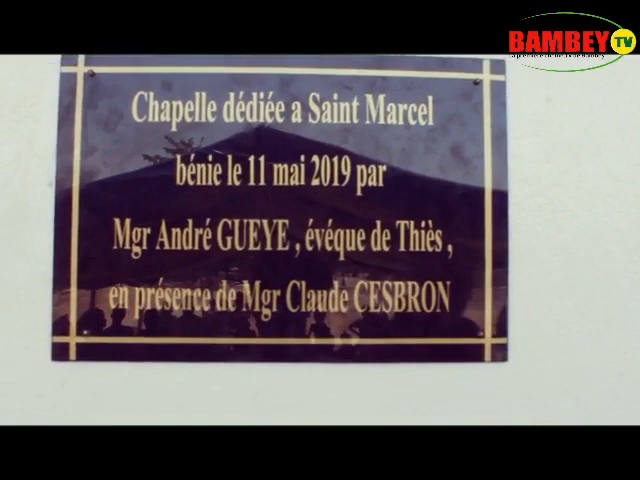 BAMBEY TV
Chapelle dédiée a Saint Marcel
bénie le 11 mai 2019 par
Mgr André GUEYE , évéque de Thiès ,
en présence de Mgr Claude CESBRON